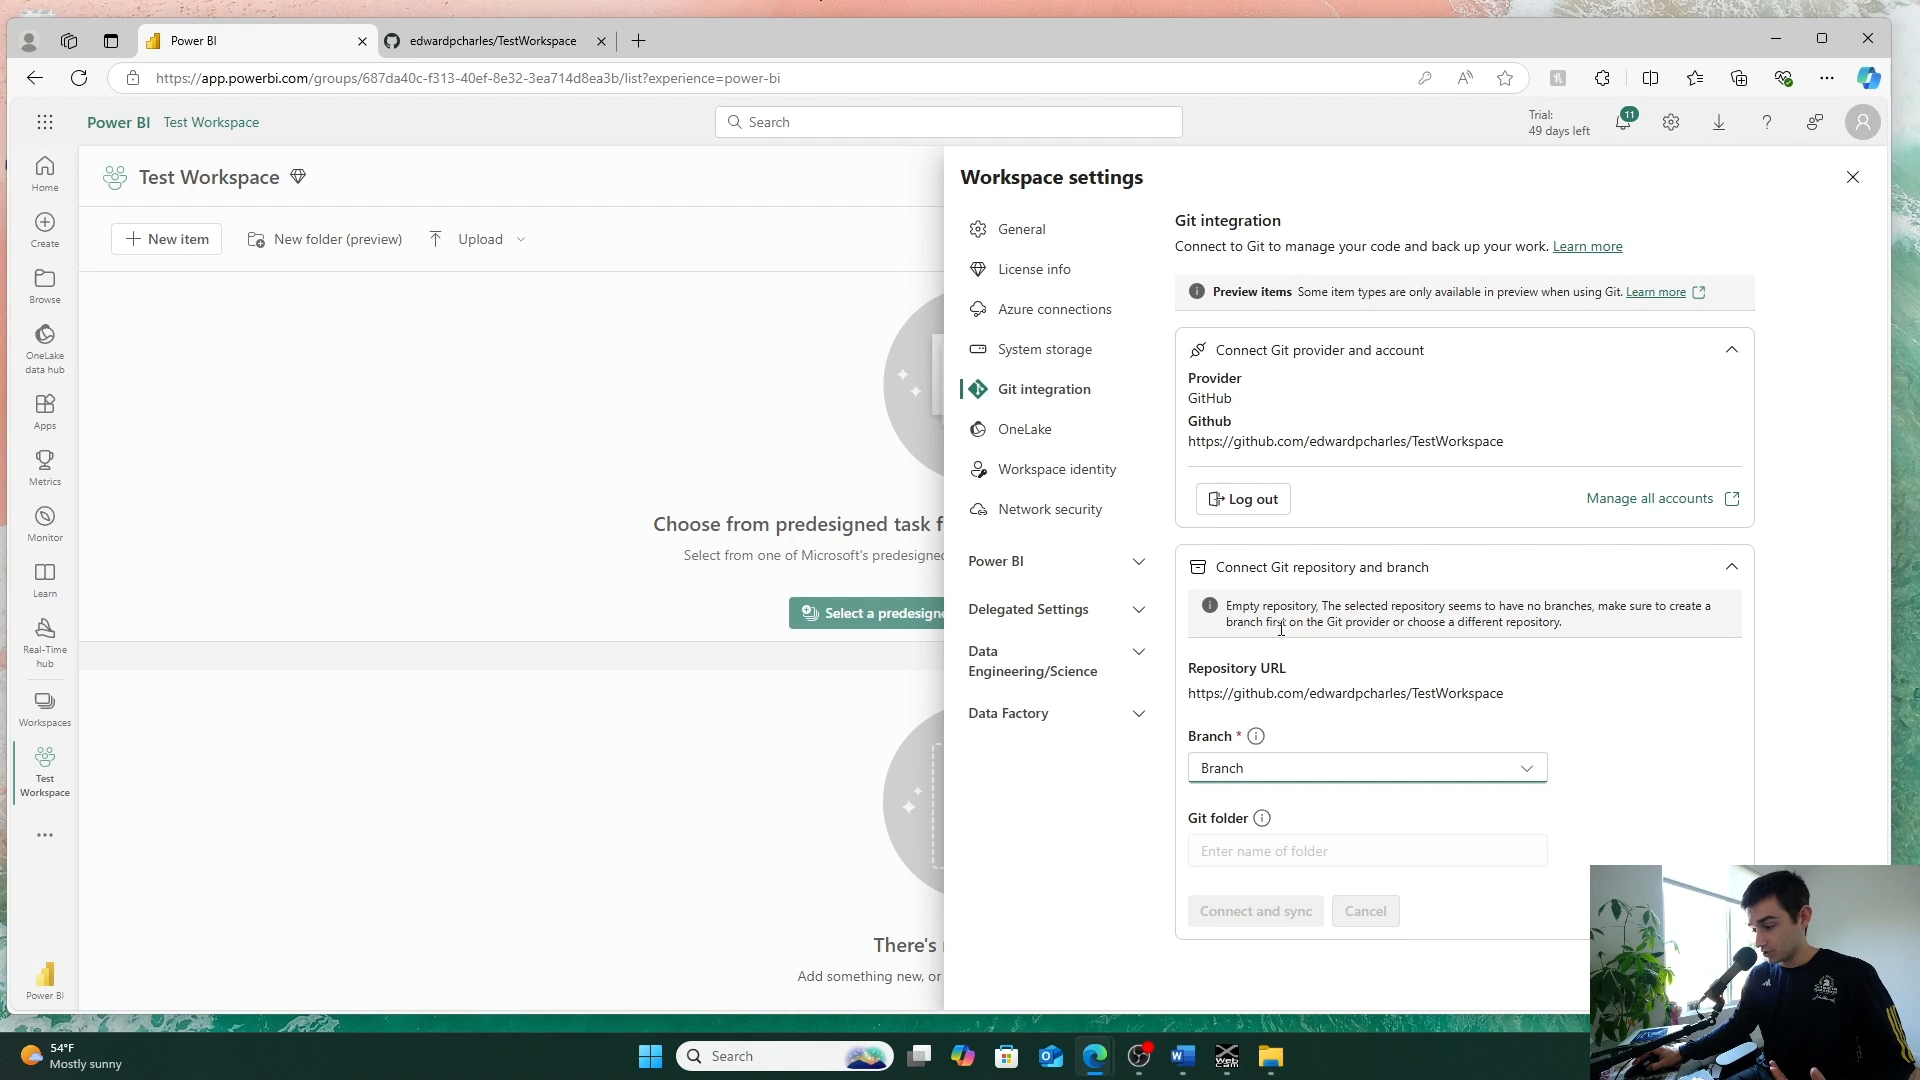 Power BI
edwardpcharles/TestWorkspace
https://app.powerbi.com/groups/687da40c-f313-40ef-8e32-3ea714d8ea3b/list?experience=power-bi
Power BI
Test Workspace
Search
Trial:
49 days left
11
Home
Create
Browse
OneLake
data hub
Apps
Metrics
Monitor
Learn
Real-Time
hub
Workspaces
Test
Workspace
Power BI
Test Workspace
New item
New folder (preview)
Upload
Choose from predesigned task f
Select from one of Microsoft's predesigned
Select a predesigne
There's
Add something new, or
Workspace settings
General
License info
Azure connections
System storage
Git integration
OneLake
Workspace identity
Network security
Power BI
Delegated Settings
Data
Engineering/Science
Data Factory
Git integration
Connect to Git to manage your code and back up your work. Learn more
Preview items Some item types are only available in preview when using Git. Learn more
Connect Git provider and account
Provider
GitHub
Github
https://github.com/edwardpcharles/TestWorkspace
Log out
Manage all accounts
Connect Git repository and branch
Empty repository, The selected repository seems to have no branches, make sure to create a
branch first on the Git provider or choose a different repository.
Repository URL
https://github.com/edwardpcharles/TestWorkspace
Branch *
Branch
Git folder
Enter name of folder
Connect and sync
Cancel
54°F
Mostly sunny
Search